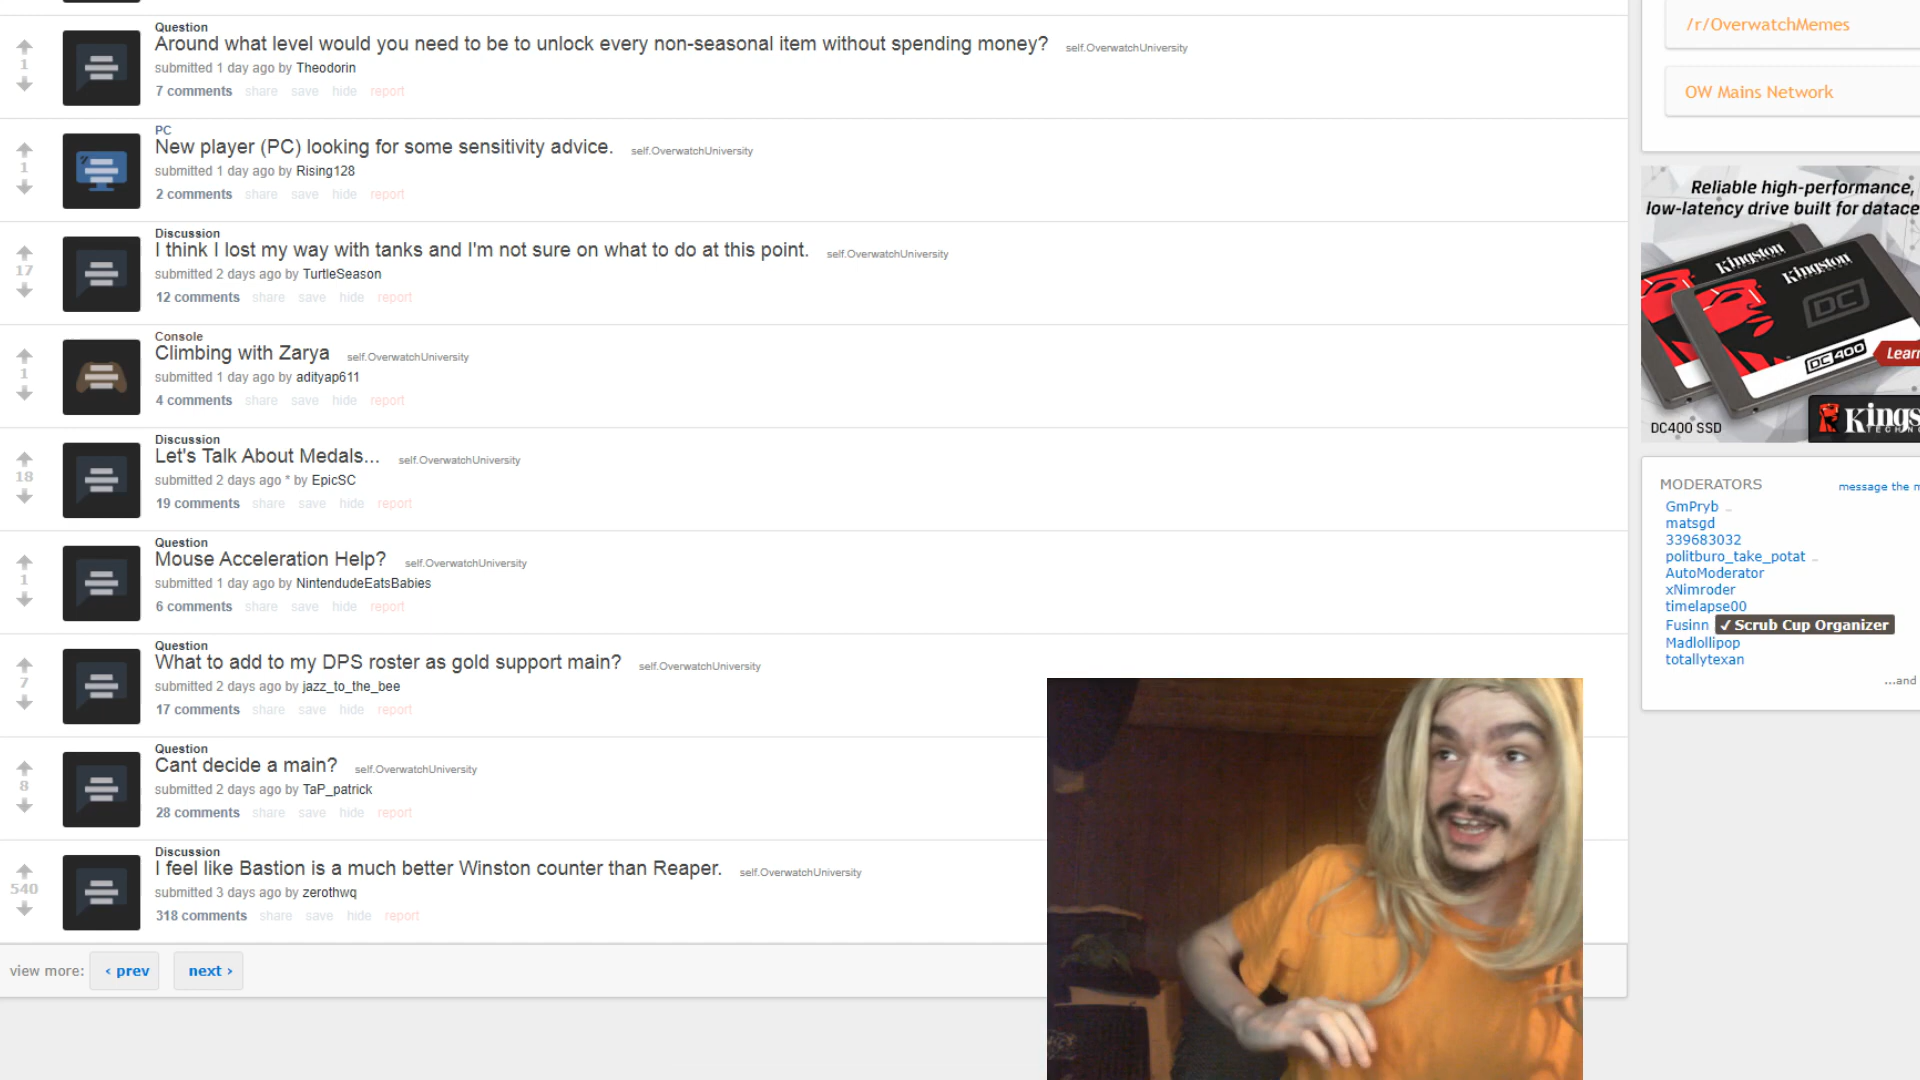 Question
Around what level would you need to be to unlock every non-seasonal item without spending money? self.OverwatchUniversity
1
submitted 1 day ago by Theodorin
7 comments share save hide report
PC
New player (PC) looking for some sensitivity advice. self.OverwatchUniversity
1
submitted 1 day ago by Rising128
2 comments share save hide report
Discussion
I think I lost my way with tanks and I'm not sure on what to do at this point. self.OverwatchUniversity
17
submitted 2 days ago by TurtleSeason
12 comments share save hide report
Console
Climbing with Zarya self.OverwatchUniversity
1
submitted 1 day ago by adityap611
4 comments share save hide report
Discussion
Let's Talk About Medals... self.OverwatchUniversity
18
submitted 2 days ago * by EpicSC
19 comments share save hide report
Question
Mouse Acceleration Help? self.OverwatchUniversity
1
submitted 1 day ago by NintendudeEatsBabies
6 comments share save hide report
Question
What to add to my DPS roster as gold support main? self.OverwatchUniversity
7
submitted 2 days ago by jazz_to_the_bee
17 comments share save hide report
Question
Cant decide a main? self.OverwatchUniversity
8
submitted 2 days ago by TaP_patrick
28 comments share save hide report
Discussion
I feel like Bastion is a much better Winston counter than Reaper. self.OverwatchUniversity
540
submitted 3 days ago by zerothwq
318 comments share save hide report
view more: ‹ prev next ›
/r/OverwatchMemes
OW Mains Network
Reliable high-performance,
low-latency drive built for datace
Kingston
Kingston
DC
DC400
Learn
DC400 SSD
Kings
TECHN
MODERATORS message the m
GmPryb
matsgd
339683032
politburo_take_potat
AutoModerator
xNimroder
timelapse00
Fusinn ✓ Scrub Cup Organizer
Madlollipop
totallytexan
...and